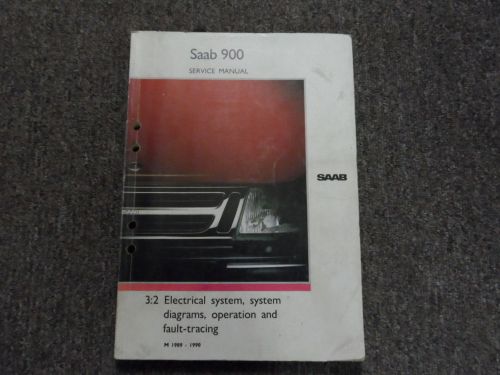 Saab 900
SERVICE MANUAL
SAAB
3:2 Electrical system, system
diagrams, operation and
fault-tracing
M 1989 - 1990